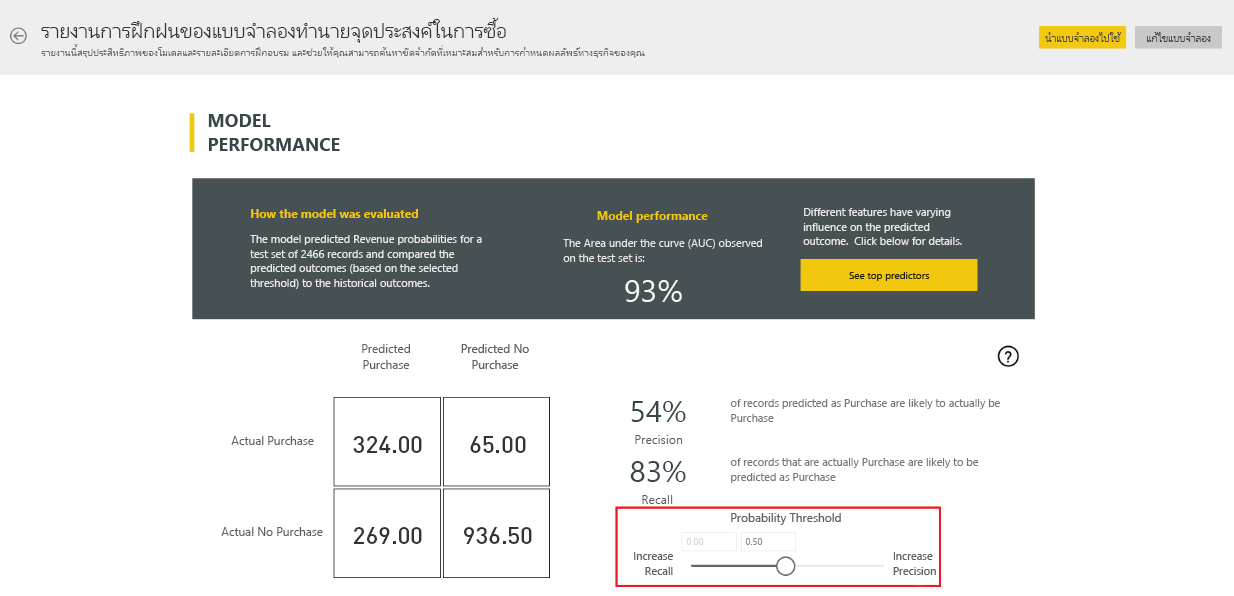 รายงานการฝึกฝนของแบบจำลองทำนายจุดประสงค์ในการซื้อ
รายงานนี้สรุปประสิทธิภาพของโมเดลและรายละเอียดการฝึกอบรม และช่วยให้คุณสามารถค้นหาขีดจำกัดที่เหมาะสมสำหรับการกำหนดผลลัพธ์ทางธุรกิจของคุณ
นำแบบจำลองไปใช้
แก้ไขแบบจำลอง
MODEL
PERFORMANCE
How the model was evaluated
The model predicted Revenue probabilities for a
test set of 2466 records and compared the
predicted outcomes (based on the selected
threshold) to the historical outcomes.
Model performance
The Area under the curve (AUC) observed
on the test set is:
93%
Different features have varying
influence on the predicted
outcome. Click below for details.
See top predictors
Predicted
Purchase
Predicted No
Purchase
?
Actual Purchase
324.00
65.00
Actual No Purchase
269.00
936.50
54%
Precision
of records predicted as Purchase are likely to actually be
Purchase
83%
Recall
of records that are actually Purchase are likely to be
predicted as Purchase
Probability Threshold
0.00
0.50
Increase
Recall
Increase
Precision